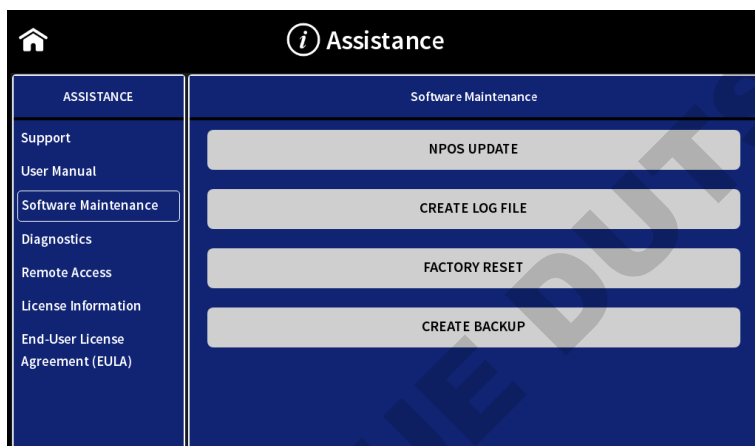 Assistance
ASSISTANCE
Support
User Manual
Software Maintenance
Diagnostics
Remote Access
License Information
End-User License
Agreement (EULA)
Software Maintenance
NPOS UPDATE
CREATE LOG FILE
FACTORY RESET
CREATE BACKUP